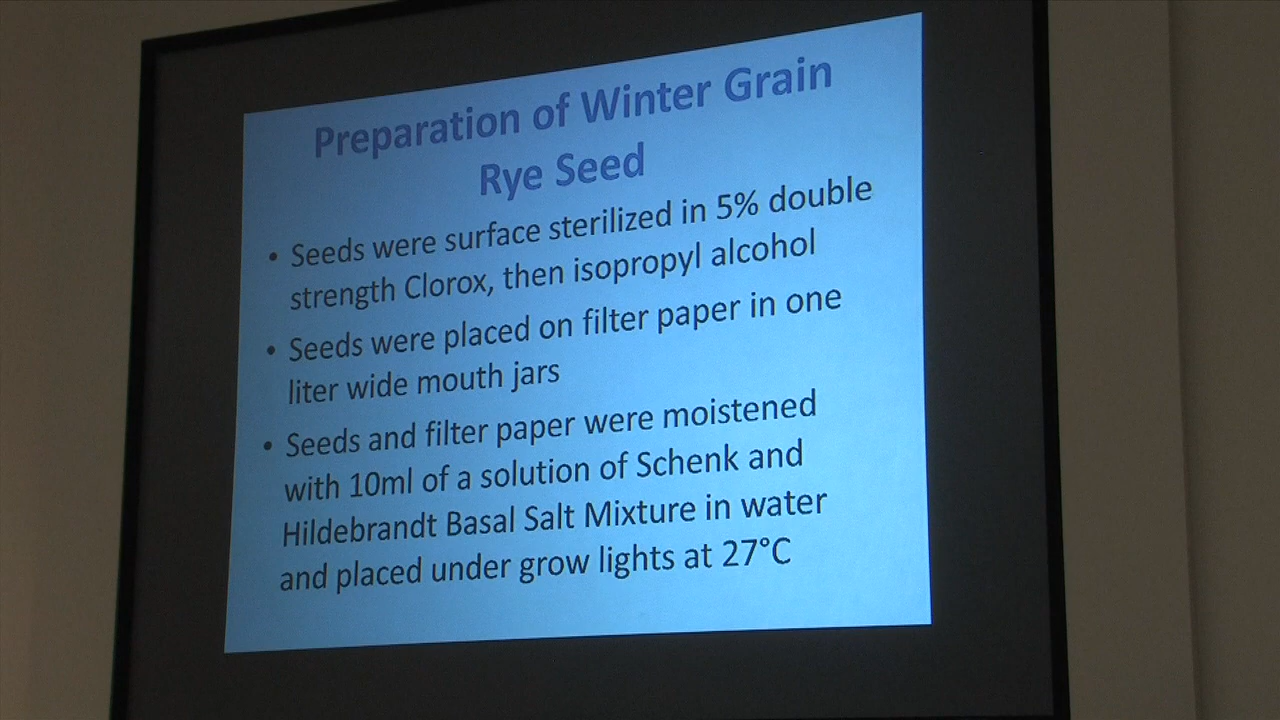 Preparation of Winter Grain
Rye Seed
• Seeds were surface sterilized in 5% double
strength Clorox, then isopropyl alcohol
• Seeds were placed on filter paper in one
liter wide mouth jars
• Seeds and filter paper were moistened
with 10ml of a solution of Schenk and
Hildebrandt Basal Salt Mixture in water
and placed under grow lights at 27°C